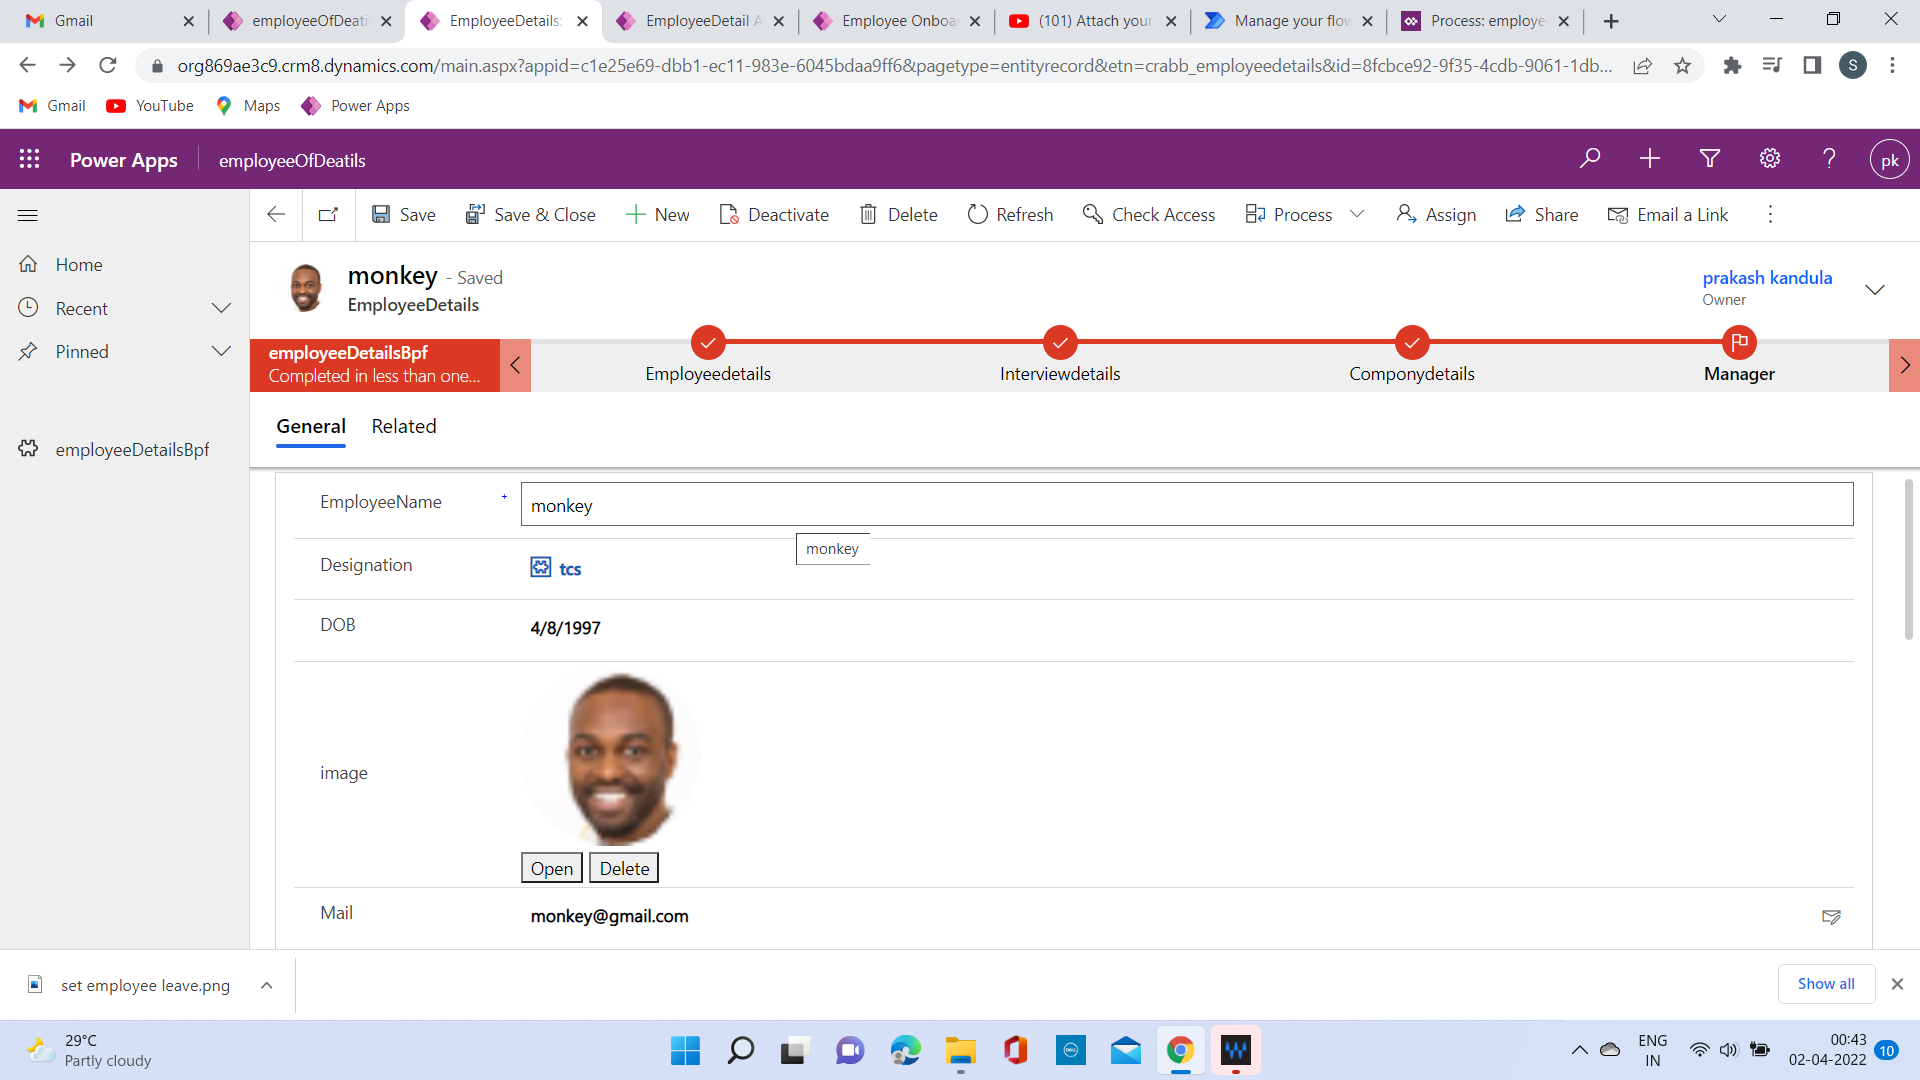 Gmail
employeeOfDeatil
EmployeeDetails:
EmployeeDetail A
Employee Onboa
(101) Attach your
Manage your flow
Process: employe
org869ae3c9.crm8.dynamics.com/main.aspx?appid=c1e25e69-dbb1-ec11-983e-6045bdaa9ff6&pagetype=entityrecord&etn=crabb_employeedetails&id=8fcbce92-9f35-4cdb-9061-1db...
S
Gmail
YouTube
Maps
Power Apps
Power Apps
employeeOfDeatils
pk
Save
Save & Close
New
Deactivate
Delete
Refresh
Check Access
Process
Assign
Share
Email a Link
Home
Recent
Pinned
employeeDetailsBpf
monkey - Saved
EmployeeDetails
prakash kandula
Owner
employeeDetailsBpf
Completed in less than one...
Employeedetails
Interviewdetails
Componydetails
Manager
General
Related
EmployeeName
+
monkey
monkey
Designation
tcs
DOB
4/8/1997
image
Open
Delete
Mail
monkey@gmail.com
set employee leave.png
Show all
29°C
Partly cloudy
DELL
ENG
IN
00:43
02-04-2022
10